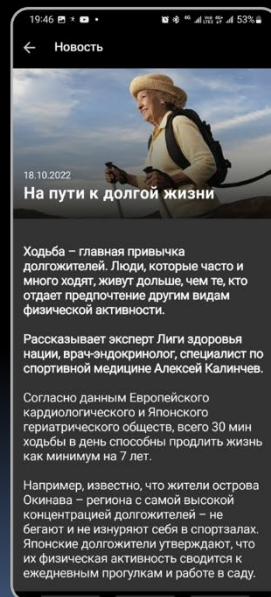 19:46
53%
Новость
18.10.2022
На пути к долгой жизни
Ходьба – главная привычка
долгожителей. Люди, которые часто и
много ходят, живут дольше, чем те, кто
отдает предпочтение другим видам
физической активности.
Рассказывает эксперт Лиги здоровья
нации, врач-эндокринолог, специалист по
спортивной медицине Алексей Калинчев.
Согласно данным Европейского
кардиологического и Японского
гериатрического обществ, всего 30 мин
ходьбы в день способны продлить жизнь
как минимум на 7 лет.
Например, известно, что жители острова
Окинава – региона с самой высокой
концентрацией долгожителей – не
бегают и не изнуряют себя в спортзалах.
Японские долгожители утверждают, что
их физическая активность сводится к
ежедневным прогулкам и работе в саду.